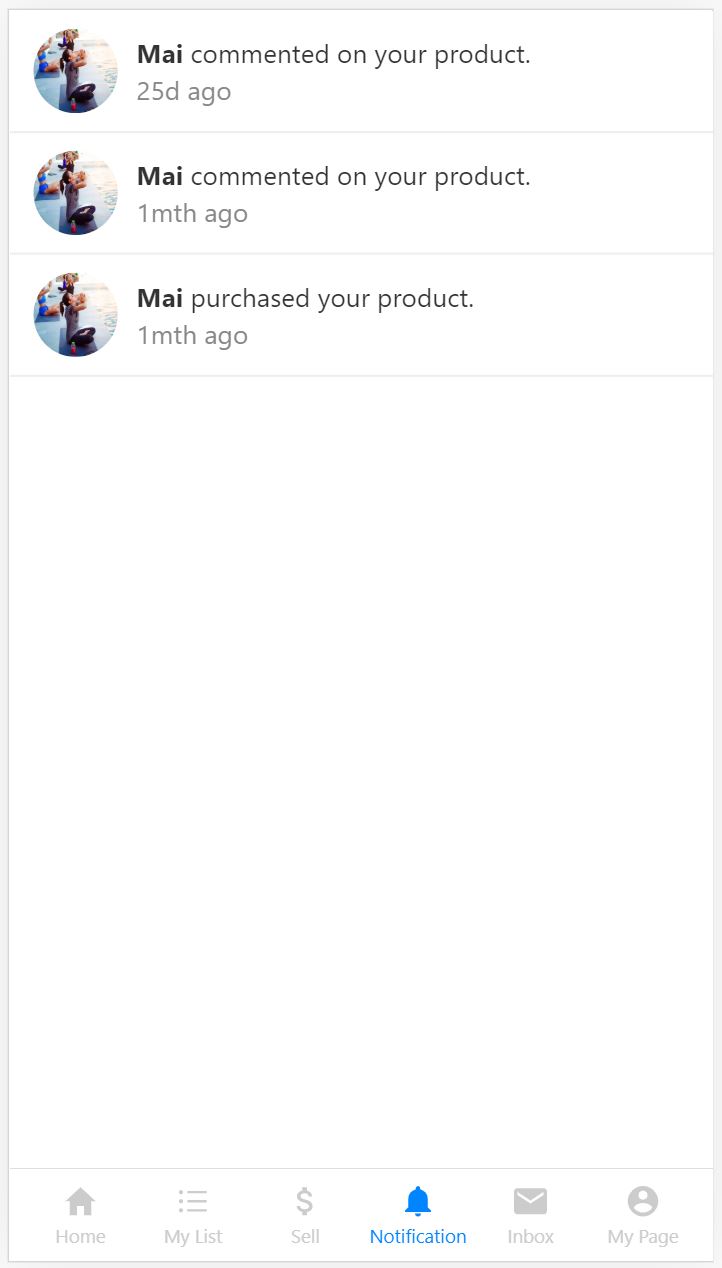 Mai commented on your product.
25d ago
Mai commented on your product.
1mth ago
Mai purchased your product.
1mth ago
Home My List Sell Notification Inbox My Page